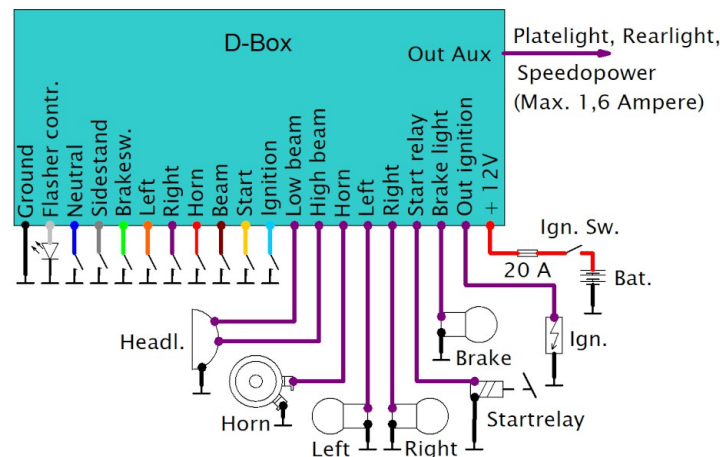 D-Box
Out Aux
Platelight, Rearlight,
Speedopower
(Max. 1,6 Ampere)
Ground
Flasher contr.
Neutral
Sidestand
Brakesw.
Left
Right
Horn
Beam
Start
Ignition
Low beam
High beam
Horn
Left
Right
Start relay
Brake light
Out ignition
+ 12V
Ign. Sw.
20 A
Bat.
Headl.
Brake
Ign.
Horn
Left
Right
Startrelay